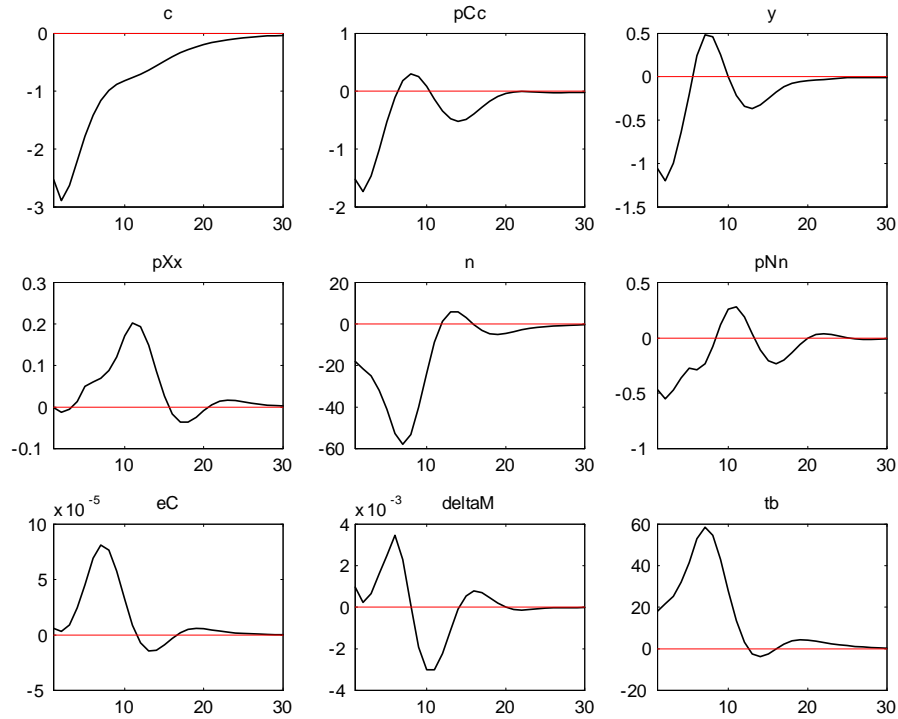 c pCc y
0 1 0.5
-1 0 0
-2 -1 -0.5
-3 -2 -1
-1.5
10 20 30 10 20 30 10 20 30
pXx n pNn
0.3 20 0.5
0.2 0 0
0.1 -20 -0.5
0 -40 -1
-0.1 -60
10 20 30 10 20 30 10 20 30
eC deltaM tb
x 10 -5 x 10 -3
10 4 60
5 2 40
0 0 20
-5 -2 0
-4 -20
10 20 30 10 20 30 10 20 30